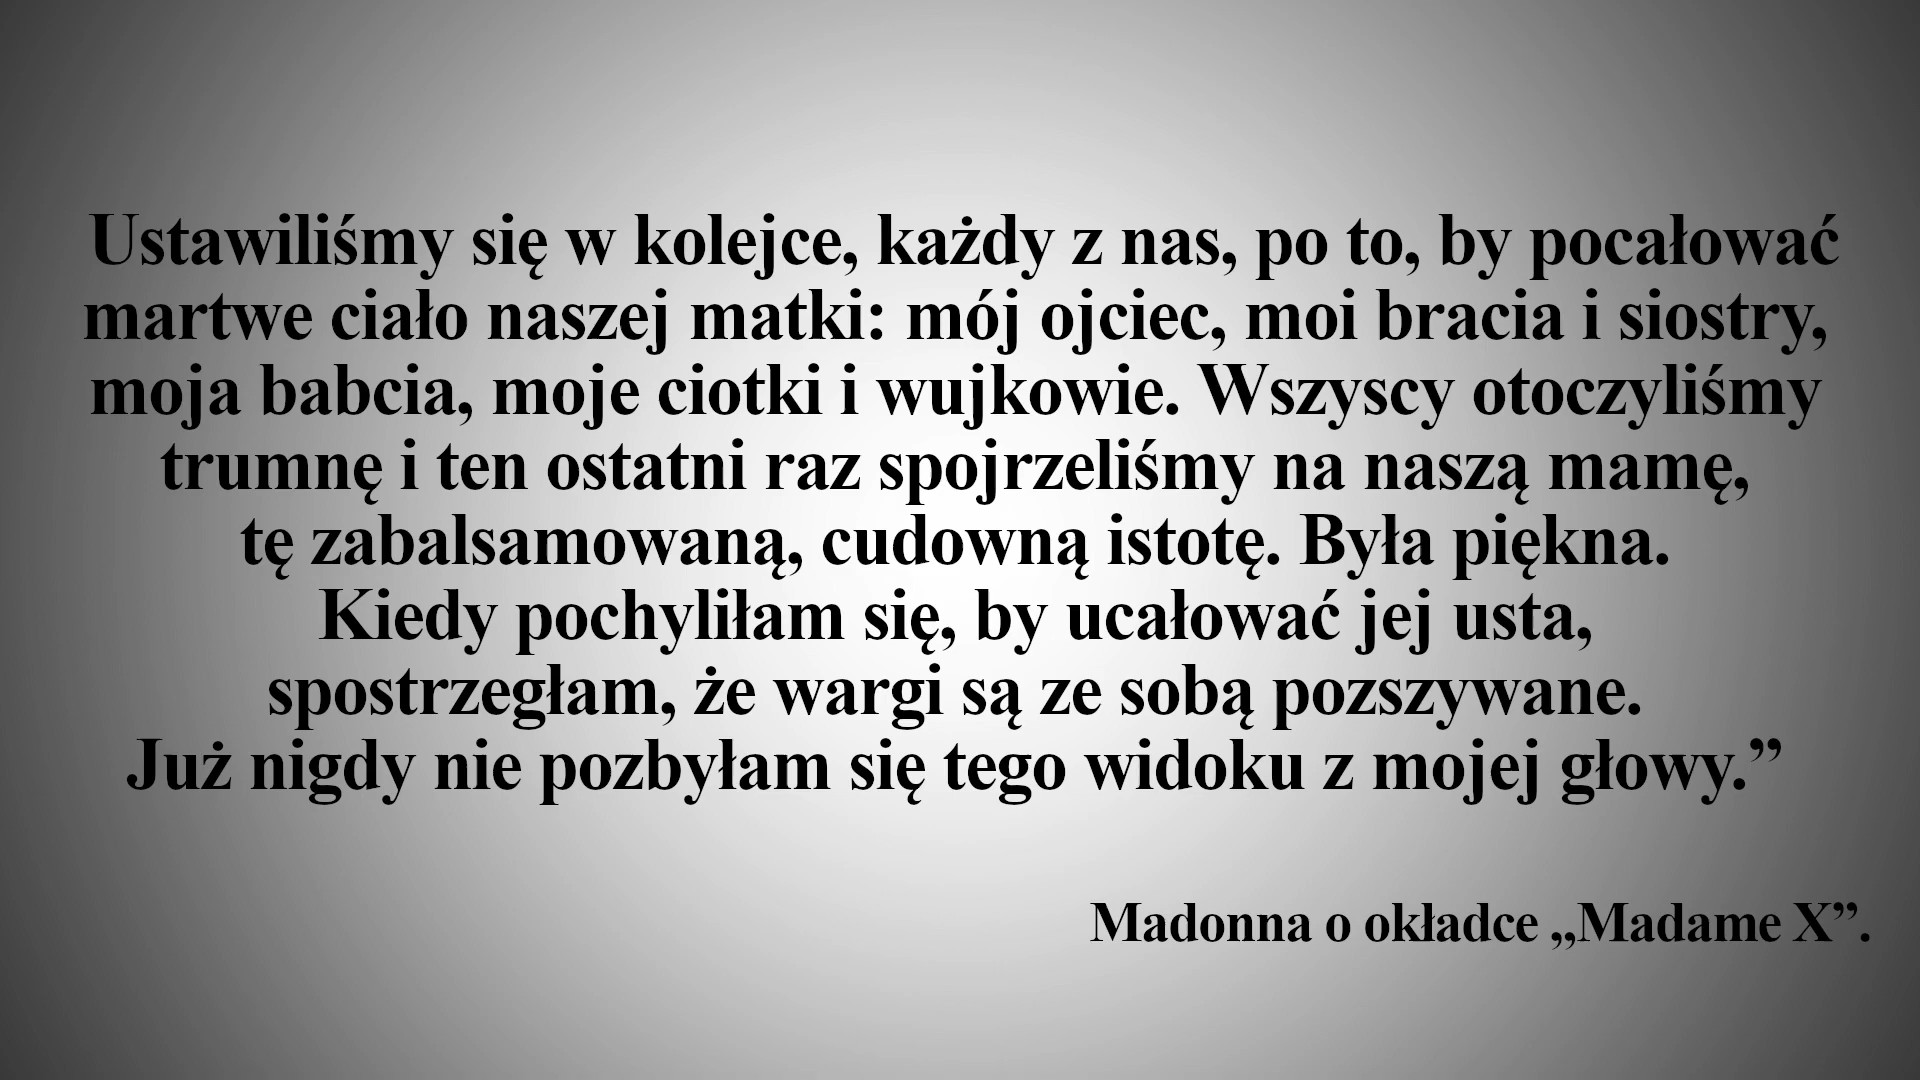 Ustawiliśmy się w kolejce, każdy z nas, po to, by pocałować
martwe ciało naszej matki: mój ojciec, moi bracia i siostry,
moja babcia, moje ciotki i wujkowie. Wszyscy otoczyliśmy
trumnę i ten ostatni raz spojrzeliśmy na naszą mamę,
tę zabalsamowaną, cudowną istotę. Była piękna.
Kiedy pochyliłam się, by ucałować jej usta,
spostrzegłam, że wargi są ze sobą pozszywane.
Już nigdy nie pozbyłam się tego widoku z mojej głowy.”
Madonna o okładce „Madame X”.